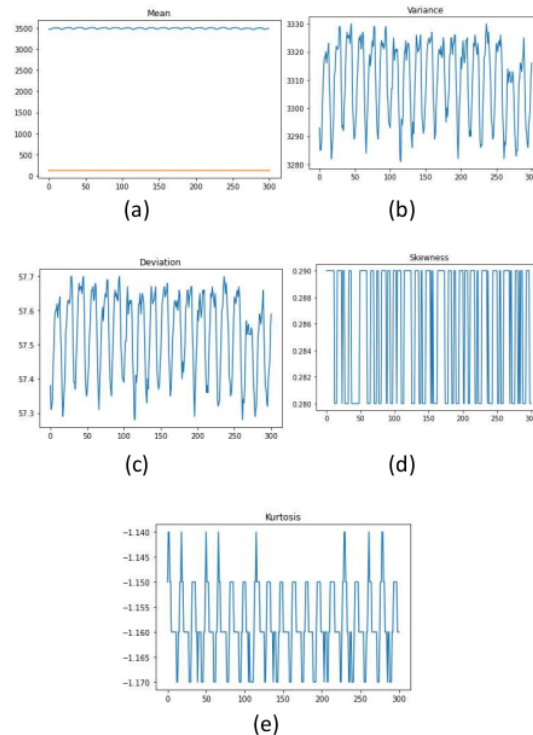 Mean
3500
3000
2500
2000
1500
1000
500
0
0 50 100 150 200 250 300
(a)
Variance
3330
3320
3310
3300
3290
3280
0 50 100 150 200 250 300
(b)
Deviation
57.7
57.6
57.5
57.4
57.3
0 50 100 150 200 250 300
(c)
Skewness
0.290
0.288
0.286
0.284
0.282
0.280
0 50 100 150 200 250 300
(d)
Kurtosis
−1.140
−1.145
−1.150
−1.155
−1.160
−1.165
−1.170
0 50 100 150 200 250 300
(e)